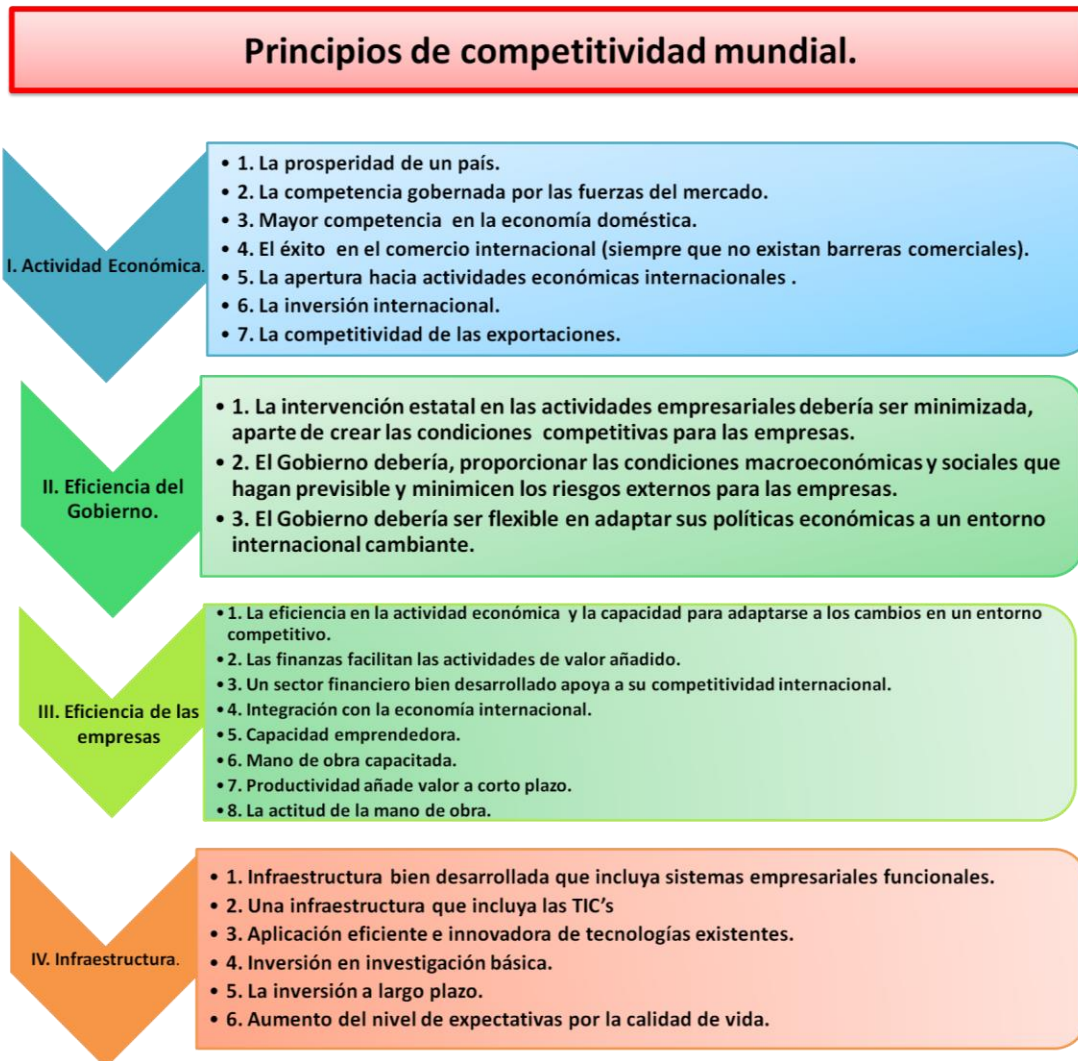 Principios de competitividad mundial.
I. Actividad Económica.
• 1. La prosperidad de un país.
• 2. La competencia gobernada por las fuerzas del mercado.
• 3. Mayor competencia en la economía doméstica.
• 4. El éxito en el comercio internacional (siempre que no existan barreras comerciales).
• 5. La apertura hacia actividades económicas internacionales .
• 6. La inversión internacional.
• 7. La competitividad de las exportaciones.
II. Eficiencia del
Gobierno.
• 1. La intervención estatal en las actividades empresariales debería ser minimizada,
aparte de crear las condiciones competitivas para las empresas.
• 2. El Gobierno debería, proporcionar las condiciones macroeconómicas y sociales que
hagan previsible y minimicen los riesgos externos para las empresas.
• 3. El Gobierno debería ser flexible en adaptar sus políticas económicas a un entorno
internacional cambiante.
III. Eficiencia de las
empresas
• 1. La eficiencia en la actividad económica y la capacidad para adaptarse a los cambios en un entorno
competitivo.
• 2. Las finanzas facilitan las actividades de valor añadido.
• 3. Un sector financiero bien desarrollado apoya a su competitividad internacional.
• 4. Integración con la economía internacional.
• 5. Capacidad emprendedora.
• 6. Mano de obra capacitada.
• 7. Productividad añade valor a corto plazo.
• 8. La actitud de la mano de obra.
IV. Infraestructura.
• 1. Infraestructura bien desarrollada que incluya sistemas empresariales funcionales.
• 2. Una infraestructura que incluya las TIC’s
• 3. Aplicación eficiente e innovadora de tecnologías existentes.
• 4. Inversión en investigación básica.
• 5. La inversión a largo plazo.
• 6. Aumento del nivel de expectativas por la calidad de vida.